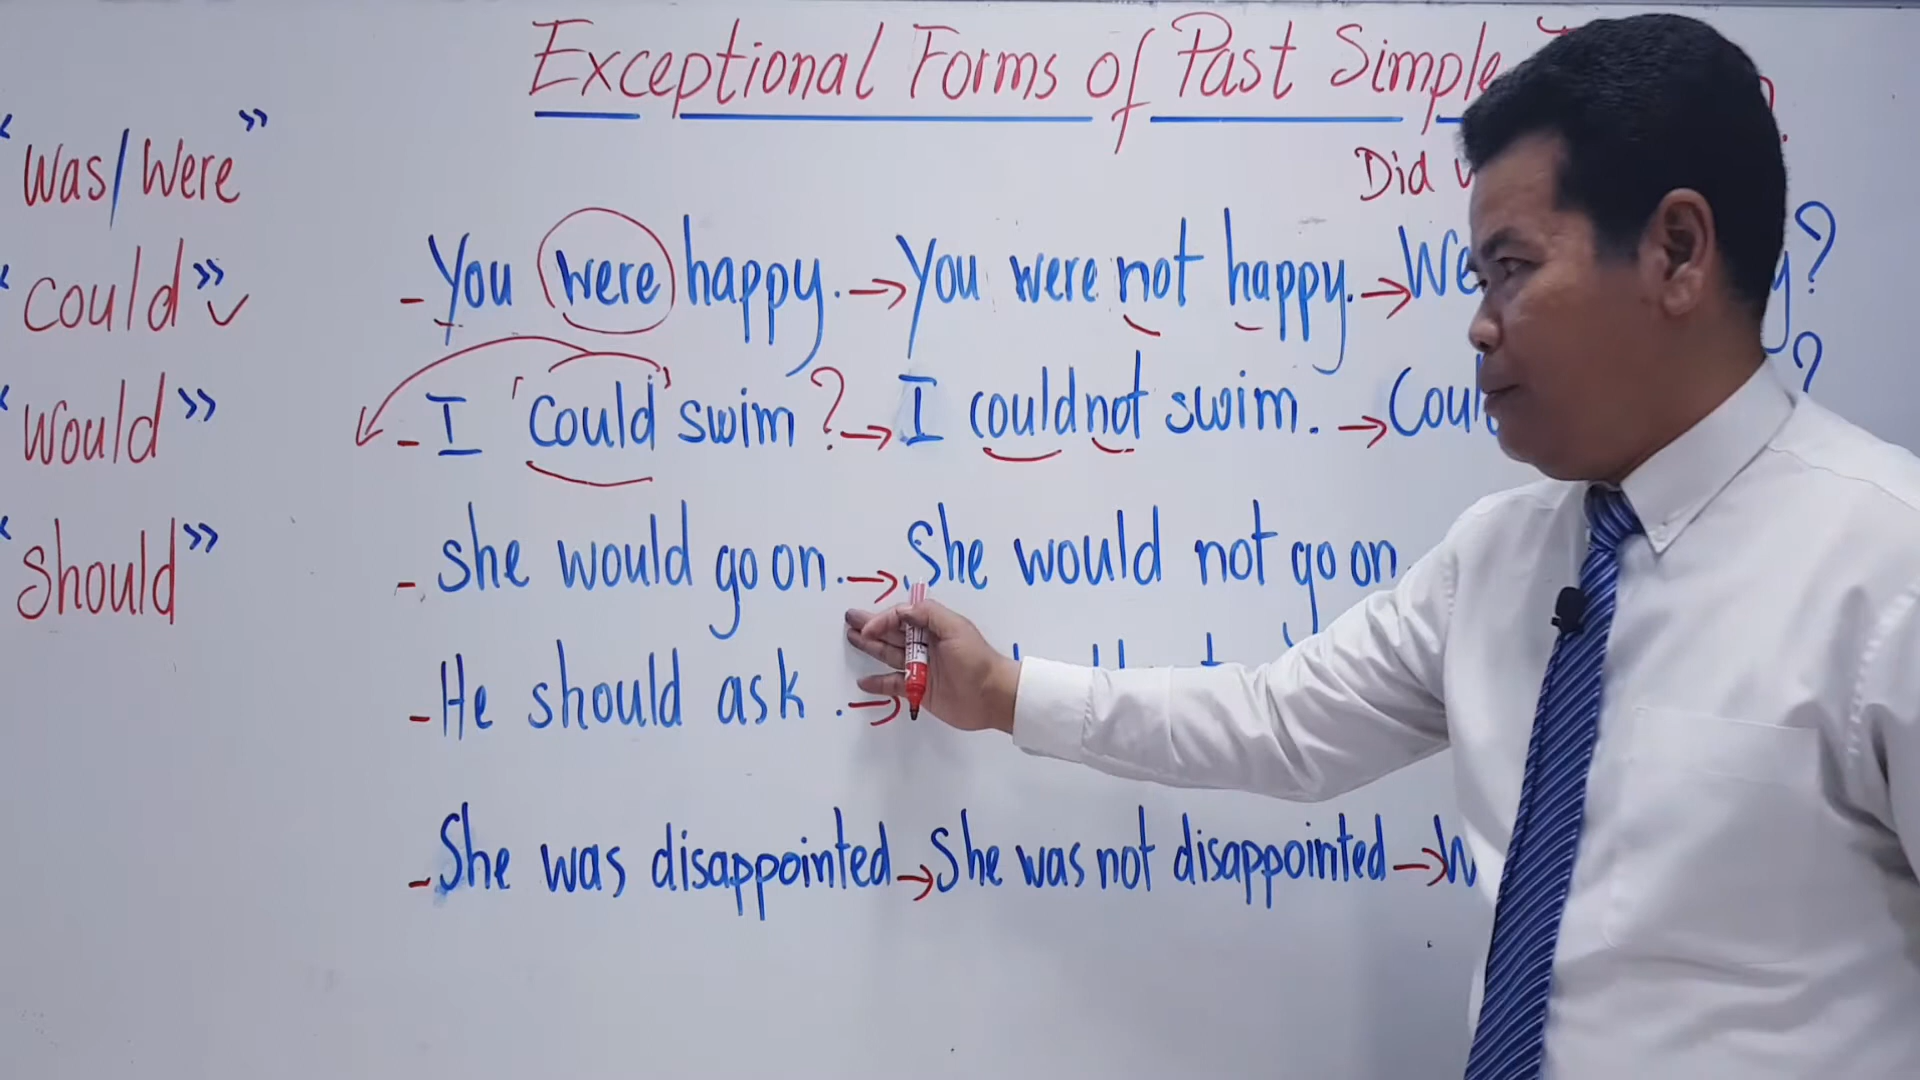 Exceptional Forms of Past Simple
Did
"Was/Were"
- You were happy. → You were not happy. → We ?
"Could" ✓
- I 'could' swim ? → I could not swim. → Coul ?
"Would"
- She would go on. → She would not go on.
"Should"
- He should ask. →
- She was disappointed → She was not disappointed → W